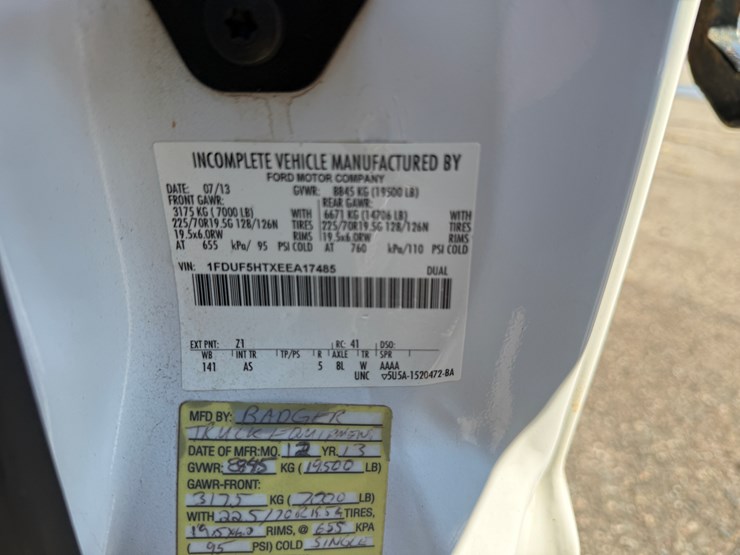 INCOMPLETE VEHICLE MANUFACTURED BY
FORD MOTOR COMPANY
DATE: 07/13 GVWR: 8845 KG (19500 LB)
FRONT GAWR: REAR GAWR:
3175 KG (7000 LB) WITH 6671 KG (14706 LB) WITH
225/70R19.5G 128/126N TIRES 225/70R19.5G 128/126N TIRES
19.5x6.0RW RIMS 19.5x6.0RW RIMS
AT 655 kPa/ 95 PSI COLD AT 760 kPa/110 PSI COLD
VIN: 1FDUF5HTXEEA17485 DUAL
EXT PNT: Z1 RC: 41 DSO:
WB INT TR TP/PS R AXLE TR SPR
141 AS 5 BL W AAAA
UNC ▽5U5A-1520472-BA
MFD BY: BADGER
TRUCK EQUIPMENT
DATE OF MFR: MO. 12 YR. 13
GVWR: 8845 KG (19500 LB)
GAWR-FRONT:
3175 KG (7000 LB)
WITH 225/70R19.5G TIRES,
19.5x6.0 RIMS, @ 655 KPA
(95 PSI) COLD SINGLE